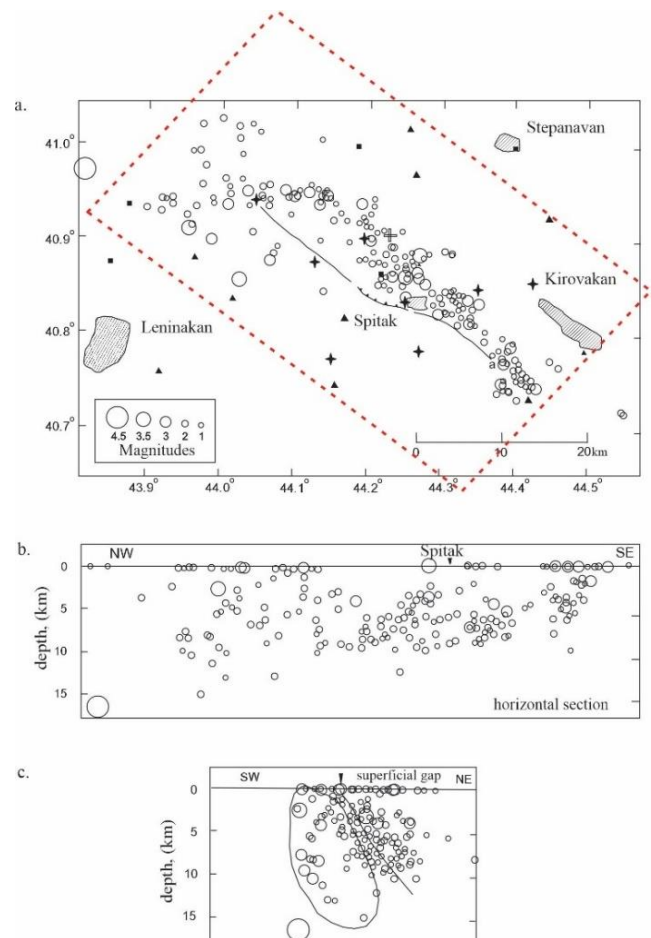 a.
41.0°
40.9°
40.8°
40.7°
Stepanavan
Kirovakan
Leninakan
Spitak
a
4.5 3.5 3 2 1
Magnitudes
0 10 20
km
43.9 44.0 44.1 44.2 44.3 44.4 44.5
b.
NW Spitak SE
0
5
10
15
depth, (km)
horizontal section
c.
SW superficial gap NE
0
5
10
15
depth, (km)